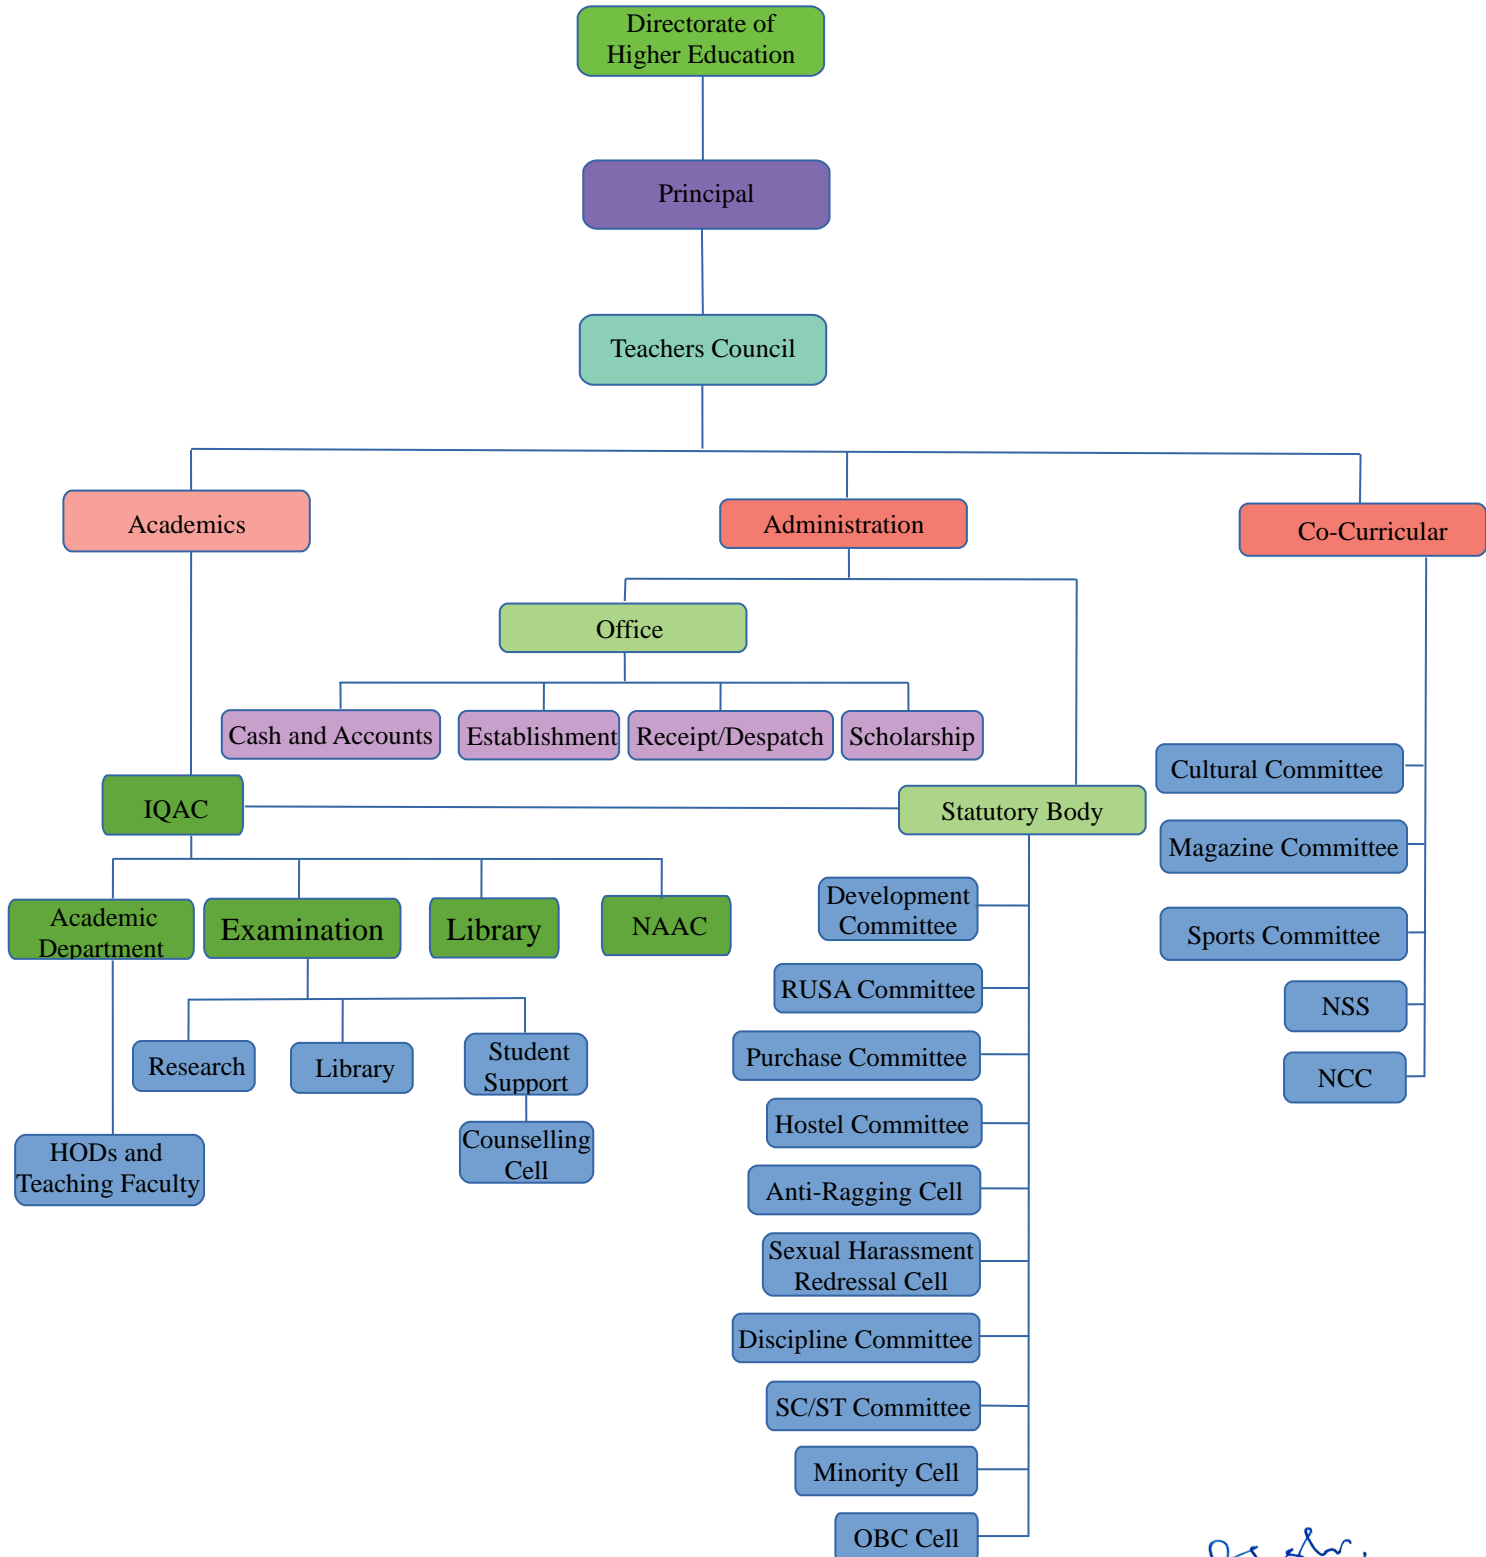 Directorate of
Higher Education
Principal
Teachers Council
Academics
Administration
Co-Curricular
Office
Cash and Accounts
Establishment
Receipt/Despatch
Scholarship
Cultural Committee
IQAC
Statutory Body
Magazine Committee
Development
Committee
Academic
Department
Examination
Library
NAAC
Sports Committee
RUSA Committee
NSS
Research
Library
Student
Support
Purchase Committee
NCC
Hostel Committee
HODs and
Teaching Faculty
Counselling
Cell
Anti-Ragging Cell
Sexual Harassment
Redressal Cell
Discipline Committee
SC/ST Committee
Minority Cell
OBC Cell